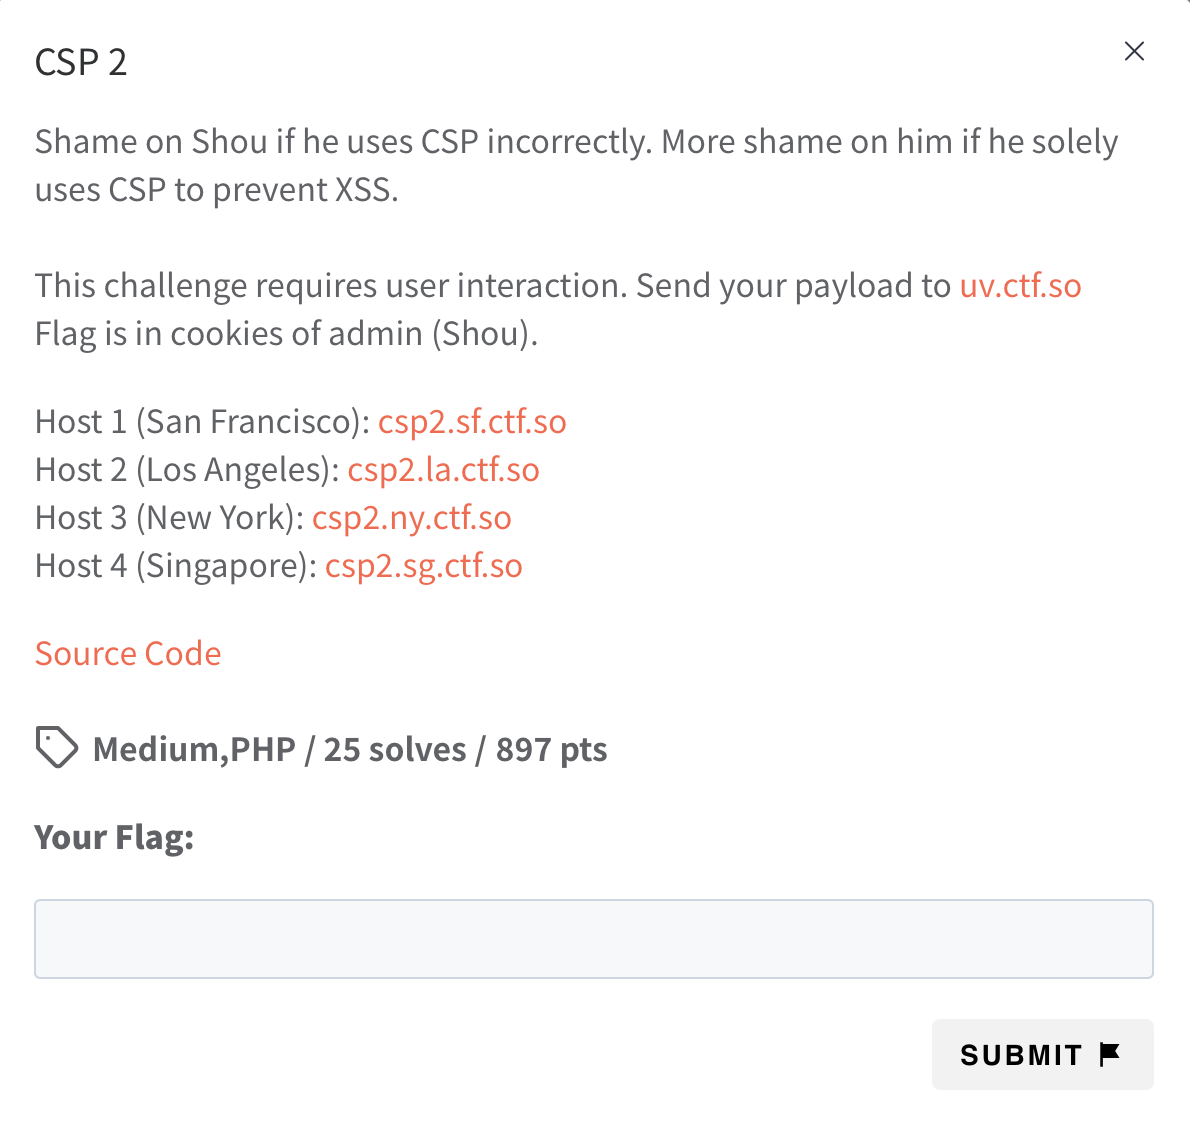 CSP 2
Shame on Shou if he uses CSP incorrectly. More shame on him if he solely
uses CSP to prevent XSS.
This challenge requires user interaction. Send your payload to uv.ctf.so
Flag is in cookies of admin (Shou).
Host 1 (San Francisco): csp2.sf.ctf.so
Host 2 (Los Angeles): csp2.la.ctf.so
Host 3 (New York): csp2.ny.ctf.so
Host 4 (Singapore): csp2.sg.ctf.so
Source Code
Medium,PHP / 25 solves / 897 pts
Your Flag:
SUBMIT